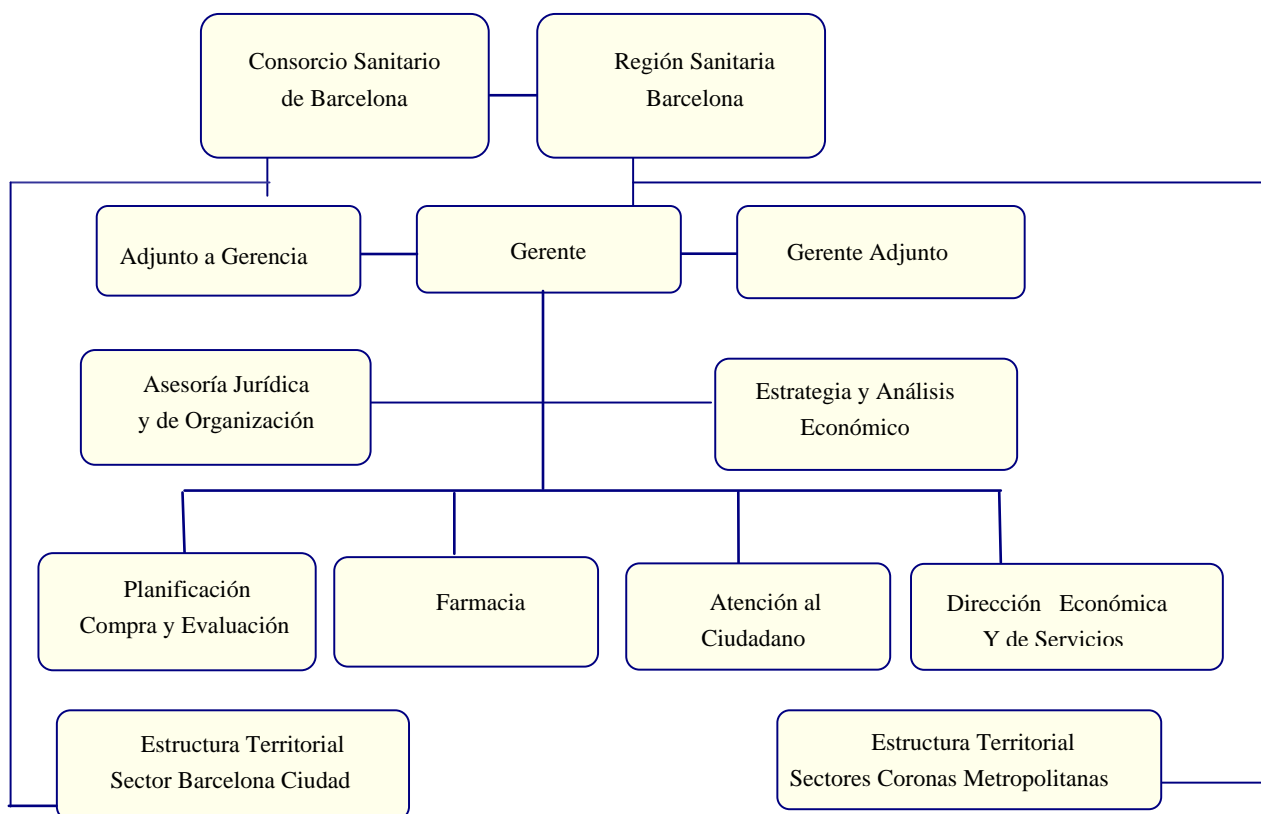 Consorcio Sanitario
de Barcelona
Región Sanitaria
Barcelona
Adjunto a Gerencia
Gerente
Gerente Adjunto
Asesoría Jurídica
y de Organización
Estrategia y Análisis
Económico
Planificación
Compra y Evaluación
Farmacia
Atención al
Ciudadano
Dirección Económica
Y de Servicios
Estructura Territorial
Sector Barcelona Ciudad
Estructura Territorial
Sectores Coronas Metropolitanas